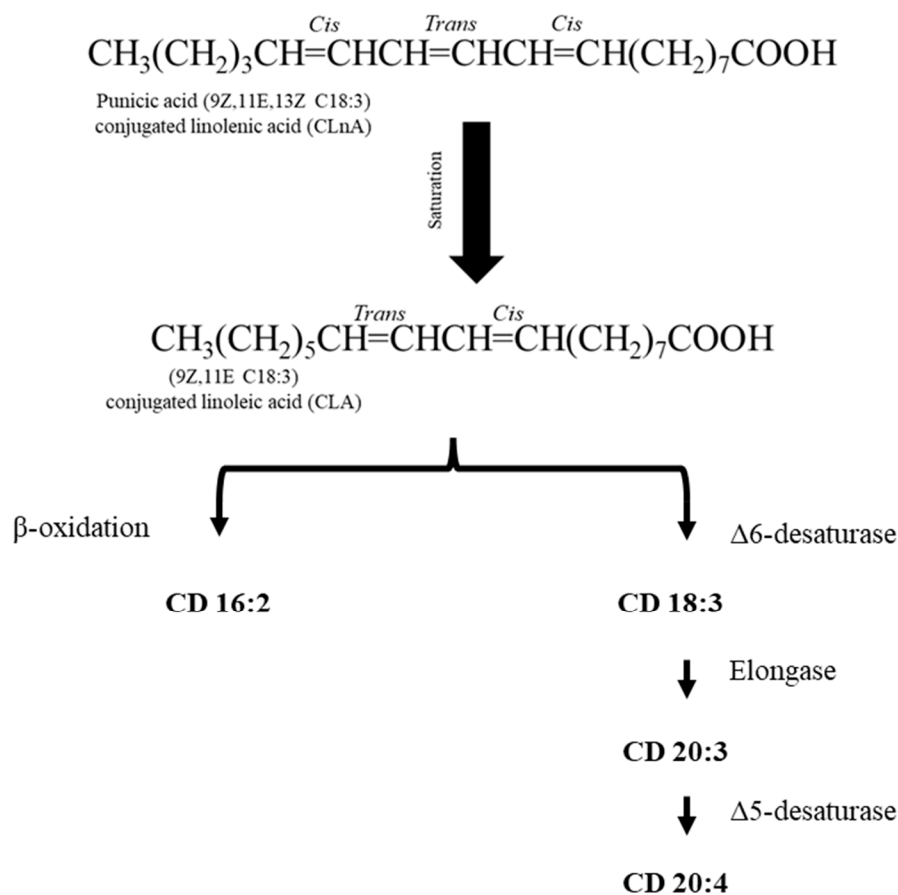 Cis Trans Cis
CH₃(CH₂)₃CH=CHCH=CHCH=CH(CH₂)₇COOH
Punicic acid (9Z,11E,13Z C18:3)
conjugated linolenic acid (CLnA)
Saturation
Trans Cis
CH₃(CH₂)₅CH=CHCH=CH(CH₂)₇COOH
(9Z,11E C18:3)
conjugated linoleic acid (CLA)
β-oxidation
Δ6-desaturase
CD 16:2
CD 18:3
Elongase
CD 20:3
Δ5-desaturase
CD 20:4